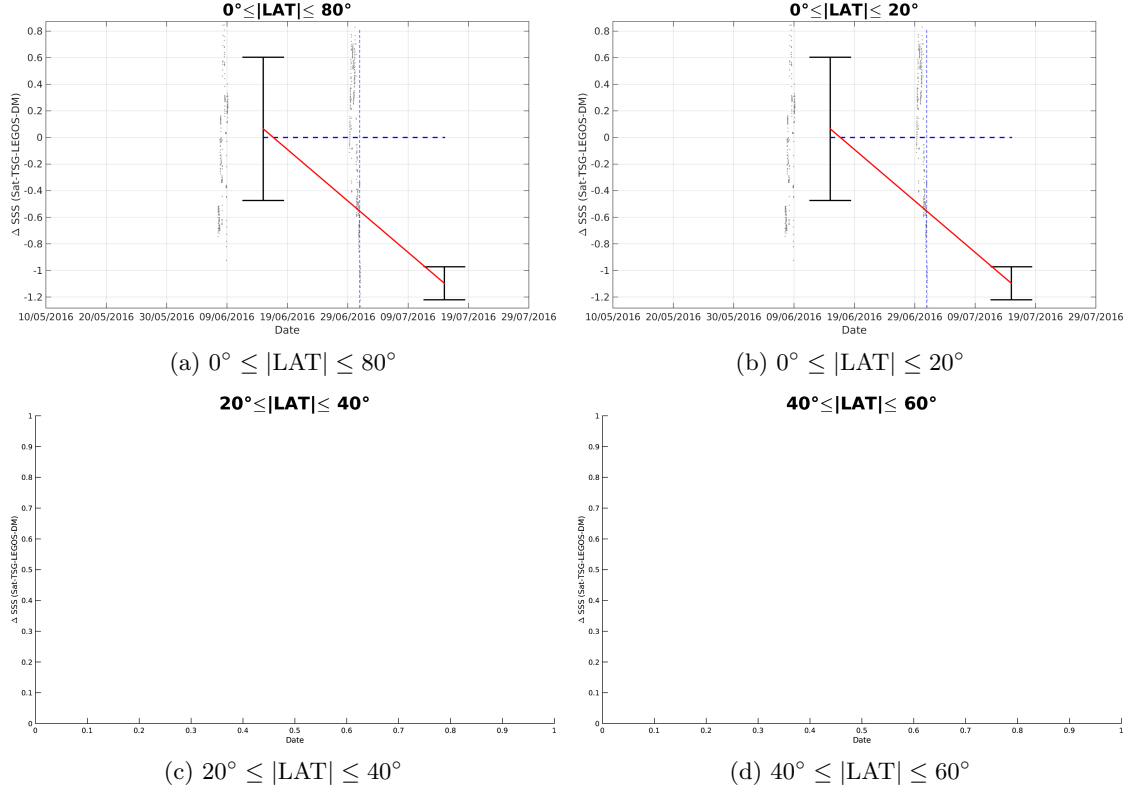 0°≤|LAT|≤ 80°
0.8
0.6
0.4
0.2
0
-0.2
-0.4
-0.6
-0.8
-1
-1.2
Δ SSS (Sat-TSG-LEGOS-DM)
10/05/2016 20/05/2016 30/05/2016 09/06/2016 19/06/2016 29/06/2016 09/07/2016 19/07/2016 29/07/2016
Date
(a) 0° ≤ |LAT| ≤ 80°
0°≤|LAT|≤ 20°
0.8
0.6
0.4
0.2
0
-0.2
-0.4
-0.6
-0.8
-1
-1.2
Δ SSS (Sat-TSG-LEGOS-DM)
10/05/2016 20/05/2016 30/05/2016 09/06/2016 19/06/2016 29/06/2016 09/07/2016 19/07/2016 29/07/2016
Date
(b) 0° ≤ |LAT| ≤ 20°
20°≤|LAT|≤ 40°
1
0.9
0.8
0.7
0.6
0.5
0.4
0.3
0.2
0.1
0
Δ SSS (Sat-TSG-LEGOS-DM)
0 0.1 0.2 0.3 0.4 0.5 0.6 0.7 0.8 0.9 1
Date
(c) 20° ≤ |LAT| ≤ 40°
40°≤|LAT|≤ 60°
1
0.9
0.8
0.7
0.6
0.5
0.4
0.3
0.2
0.1
0
Δ SSS (Sat-TSG-LEGOS-DM)
0 0.1 0.2 0.3 0.4 0.5 0.6 0.7 0.8 0.9 1
Date
(d) 40° ≤ |LAT| ≤ 60°